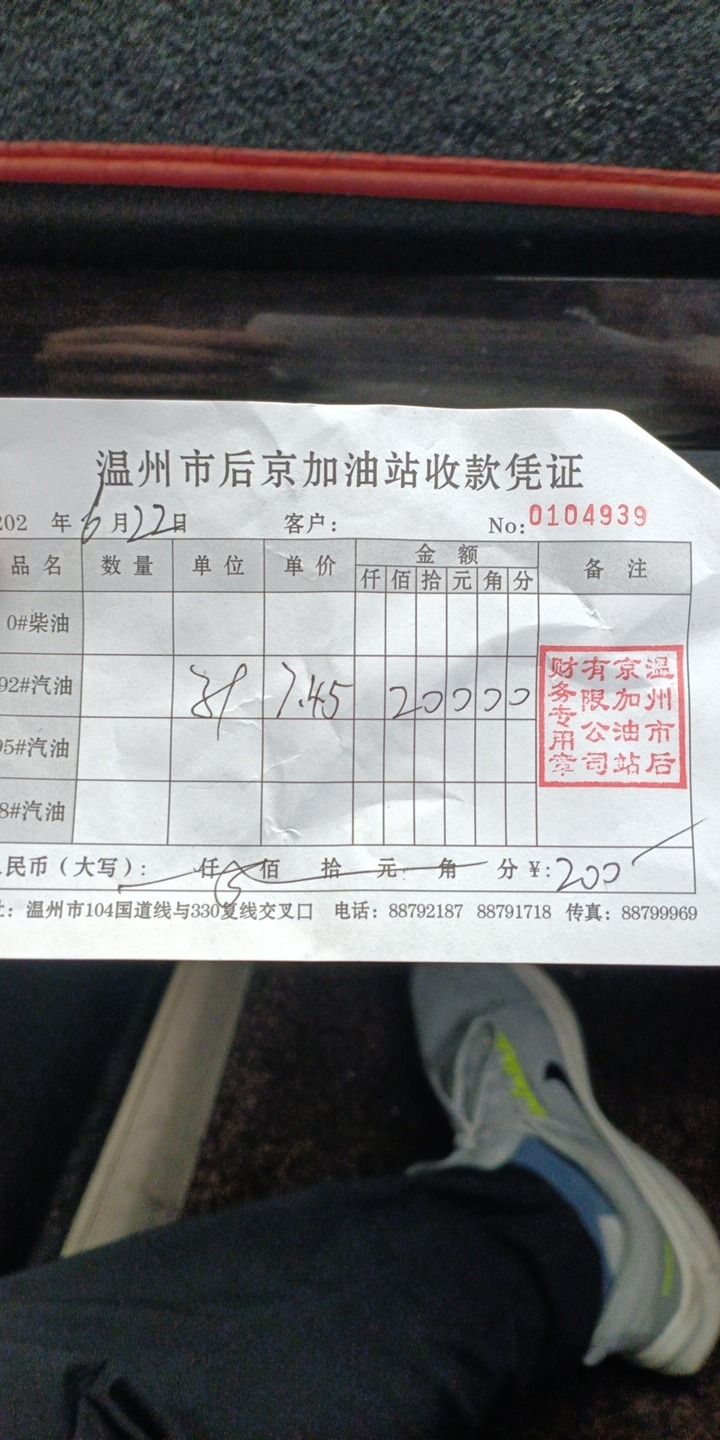 温州市后京加油站收款凭证
202 年 6 月 22 日 客户: No:0104939
品名 数量 单位 单价 金额 备注
仟 佰 拾 元 角 分
0#柴油
92#汽油 升 7.45 20000
95#汽油
8#汽油
温州市后京加油站有限公司财务专用章
民币(大写): 仟 佰 拾 元 角 分 ¥:200
址: 温州市104国道线与330复线交叉口 电话: 88792187 88791718 传真: 88799969